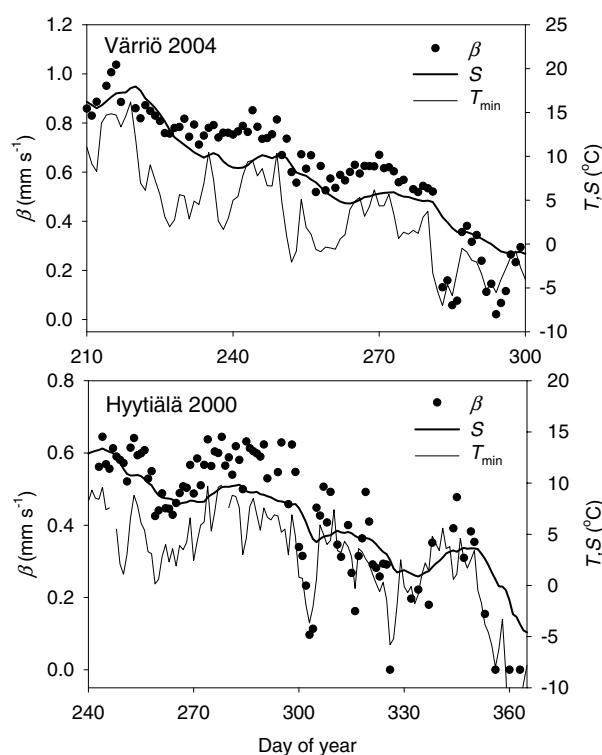 Värriö 2004
β
S
Tmin
1.2
1.0
0.8
0.6
0.4
0.2
0.0
β (mm s⁻¹)
25
20
15
10
5
0
-5
-10
T,S (°C)
210
240
270
300
Hyytiälä 2000
β
S
Tmin
0.8
0.6
0.4
0.2
0.0
β (mm s⁻¹)
20
15
10
5
0
-5
-10
T,S (°C)
240
270
300
330
360
Day of year